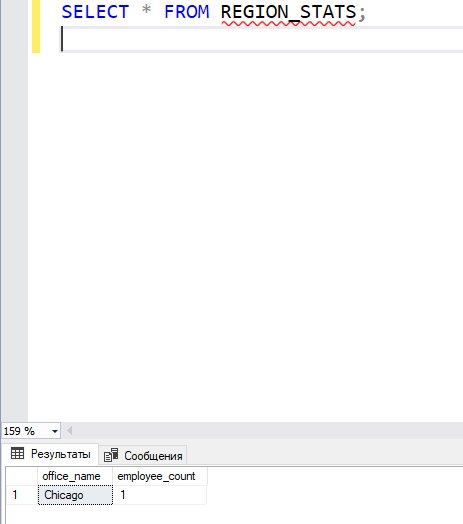 SELECT * FROM REGION_STATS;
159 %
Результаты Сообщения
office_name employee_count
1 Chicago 1